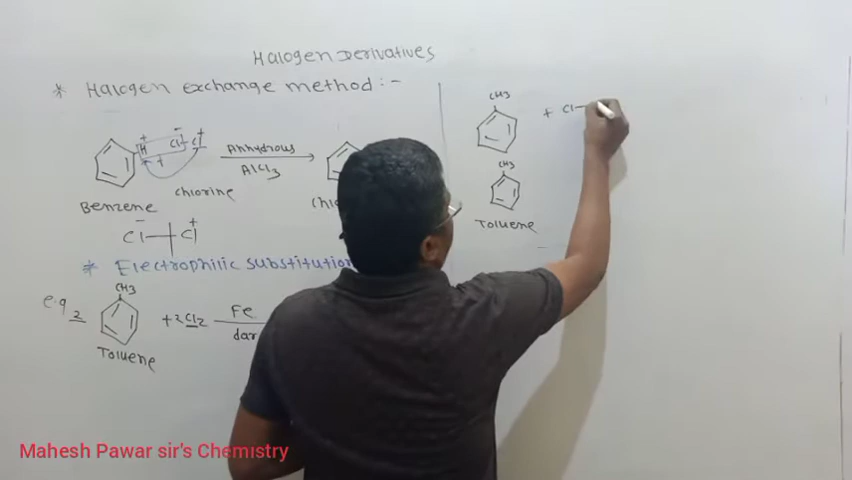 Halogen Derivatives
* Halogen exchange method:-
H + Cl - Cl +
Anhydrous
AlCl3
Benzene
chlorine
Cl - Cl +
* Electrophilic substitution
e.g 2
CH3
+ 2Cl2
Fe
Toluene
CH3
+ Cl-
CH3
Toluene
Mahesh Pawar sir's Chemistry